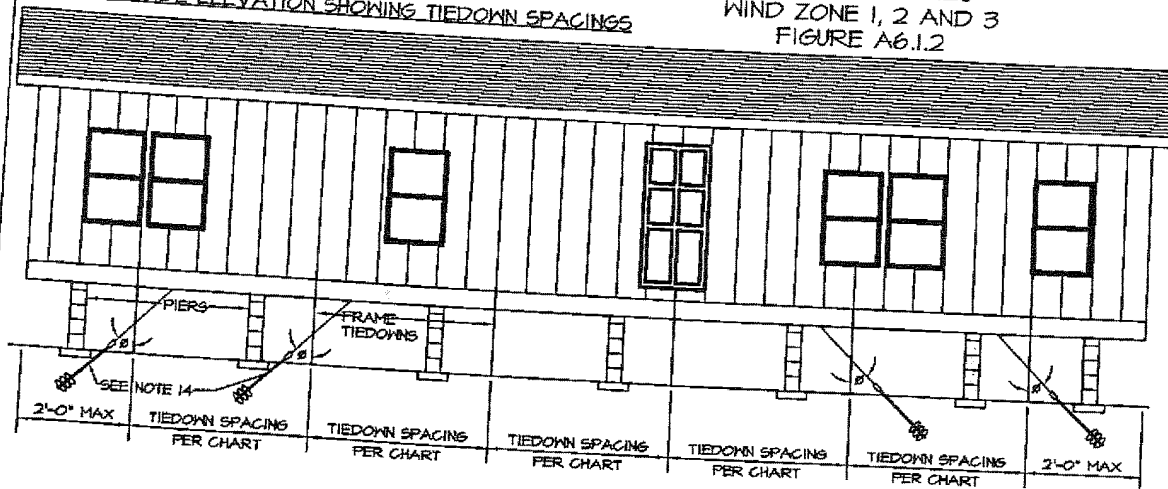 ELEVATION SHOWING TIEDOWN SPACINGS
WIND ZONE 1, 2 AND 3
FIGURE A6.1.2
PIERS
FRAME
TIEDOWNS
SEE NOTE 14
2'-0" MAX
TIEDOWN SPACING
PER CHART
TIEDOWN SPACING
PER CHART
TIEDOWN SPACING
PER CHART
TIEDOWN SPACING
PER CHART
TIEDOWN SPACING
PER CHART
2'-0" MAX